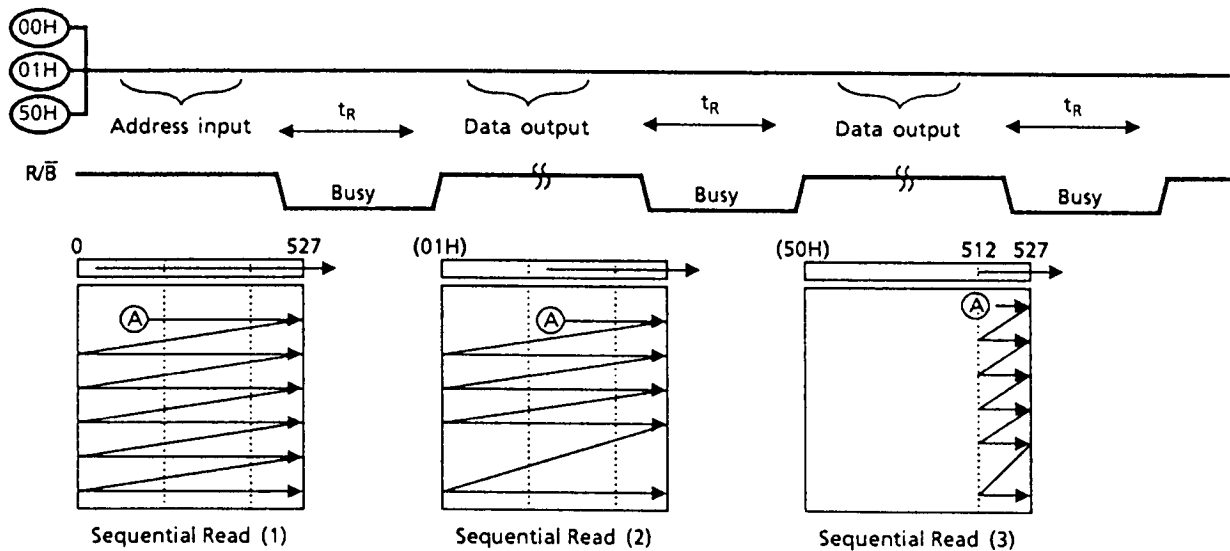 00H
01H
50H
Address input
tR
Data output
tR
Data output
tR
R/B̅
Busy
Busy
Busy
0 527
(01H)
(50H) 512 527
A
A
A
Sequential Read (1)
Sequential Read (2)
Sequential Read (3)